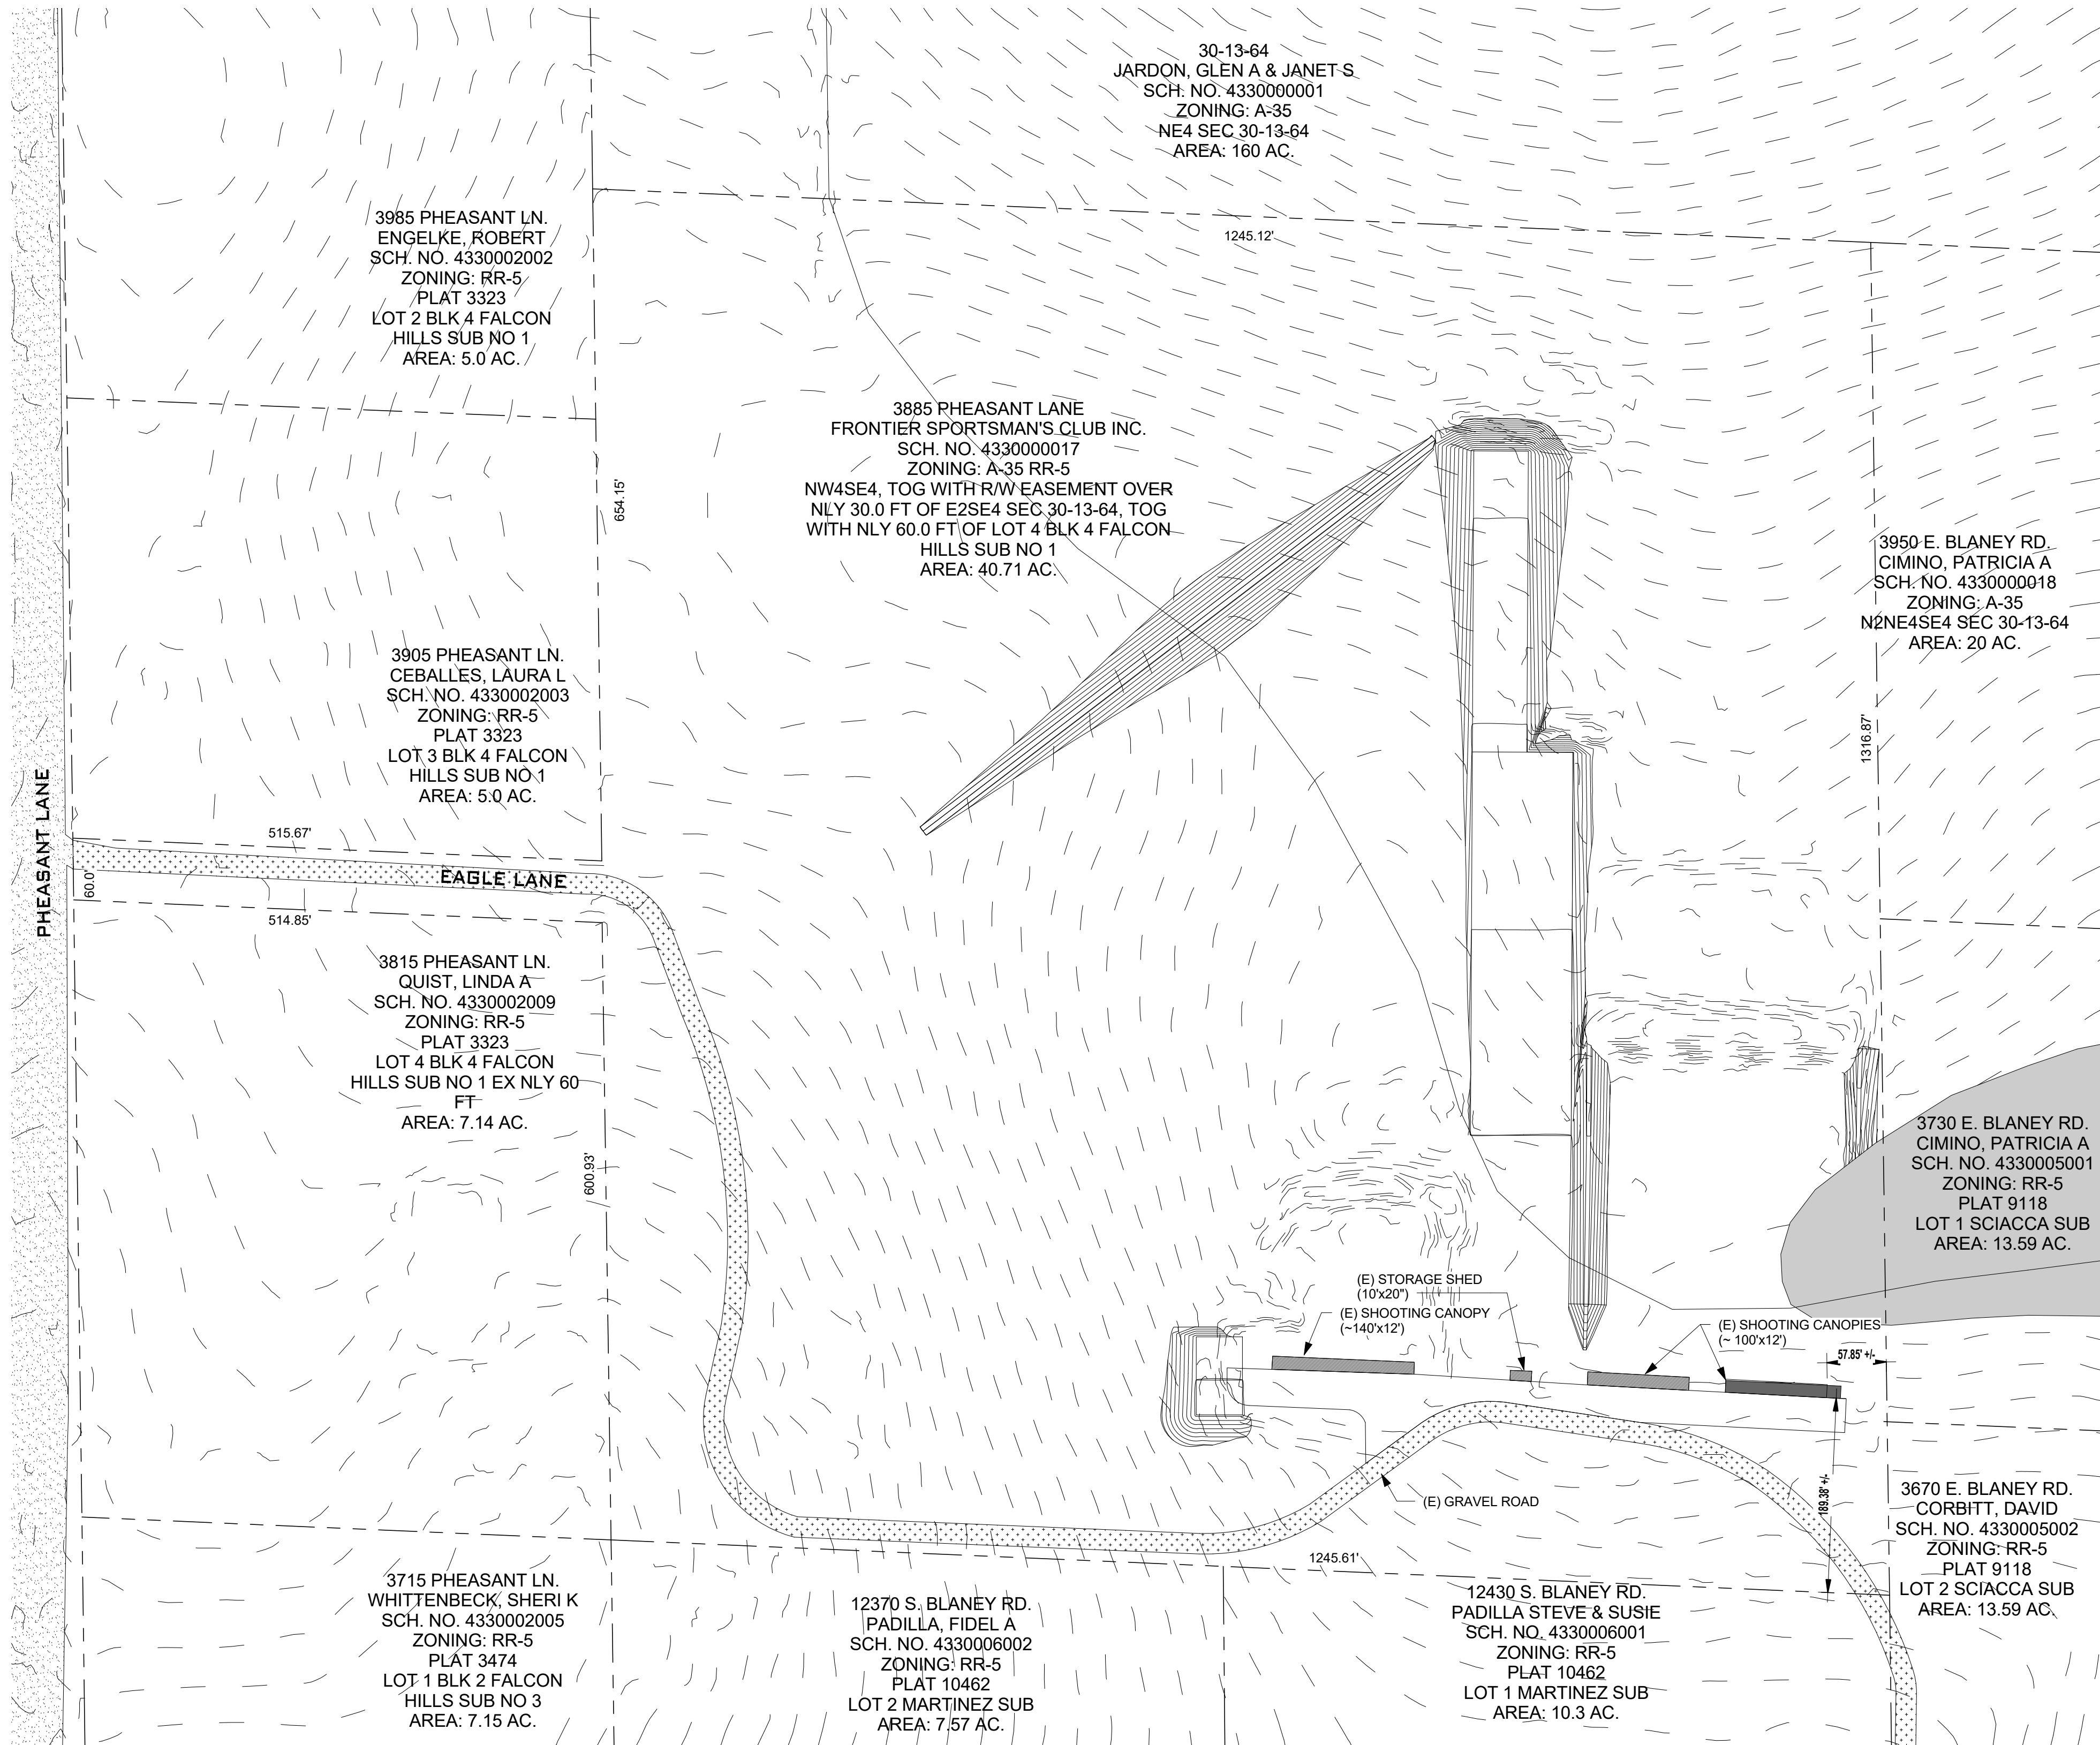 30-13-64
JARDON, GLEN A & JANET S
SCH. NO. 4330000001
ZONING: A-35
NE4 SEC 30-13-64
AREA: 160 AC.
1245.12'
3985 PHEASANT LN.
ENGELKE, ROBERT
SCH. NO. 4330002002
ZONING: RR-5
PLAT 3323
LOT 2 BLK 4 FALCON
HILLS SUB NO 1
AREA: 5.0 AC.
3885 PHEASANT LANE
FRONTIER SPORTSMAN'S CLUB INC.
SCH. NO. 4330000017
ZONING: A-35 RR-5
NW4SE4, TOG WITH R/W EASEMENT OVER
NLY 30.0 FT OF E2SE4 SEC 30-13-64, TOG
WITH NLY 60.0 FT OF LOT 4 BLK 4 FALCON
HILLS SUB NO 1
AREA: 40.71 AC.
654.15'
3950 E. BLANEY RD.
CIMINO, PATRICIA A
SCH. NO. 4330000018
ZONING: A-35
N2NE4SE4 SEC 30-13-64
AREA: 20 AC.
1316.87'
3905 PHEASANT LN.
CEBALLES, LAURA L
SCH. NO. 4330002003
ZONING: RR-5
PLAT 3323
LOT 3 BLK 4 FALCON
HILLS SUB NO 1
AREA: 5.0 AC.
PHEASANT LANE
515.67'
60.0'
EAGLE LANE
514.85'
3815 PHEASANT LN.
QUIST, LINDA A
SCH. NO. 4330002009
ZONING: RR-5
PLAT 3323
LOT 4 BLK 4 FALCON
HILLS SUB NO 1 EX NLY 60
FT
AREA: 7.14 AC.
600.93'
3730 E. BLANEY RD.
CIMINO, PATRICIA A
SCH. NO. 4330005001
ZONING: RR-5
PLAT 9118
LOT 1 SCIACCA SUB
AREA: 13.59 AC.
(E) STORAGE SHED
(10'x20")
(E) SHOOTING CANOPY
(~140'x12')
(E) SHOOTING CANOPIES
(~ 100'x12')
57.85' +/-
189.38' +/-
(E) GRAVEL ROAD
3670 E. BLANEY RD.
CORBITT, DAVID
SCH. NO. 4330005002
ZONING: RR-5
PLAT 9118
LOT 2 SCIACCA SUB
AREA: 13.59 AC.
1245.61'
3715 PHEASANT LN.
WHITTENBECK, SHERI K
SCH. NO. 4330002005
ZONING: RR-5
PLAT 3474
LOT 1 BLK 2 FALCON
HILLS SUB NO 3
AREA: 7.15 AC.
12370 S. BLANEY RD.
PADILLA, FIDEL A
SCH. NO. 4330006002
ZONING: RR-5
PLAT 10462
LOT 2 MARTINEZ SUB
AREA: 7.57 AC.
12430 S. BLANEY RD.
PADILLA STEVE & SUSIE
SCH. NO. 4330006001
ZONING: RR-5
PLAT 10462
LOT 1 MARTINEZ SUB
AREA: 10.3 AC.